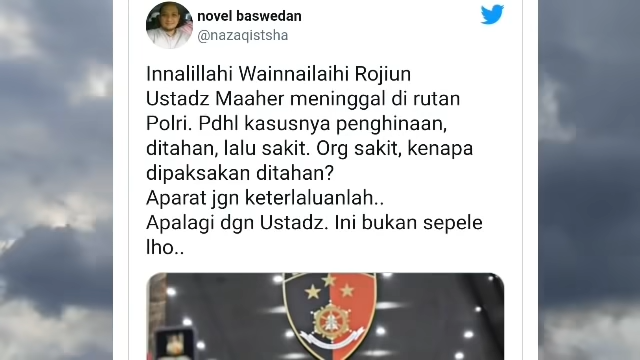 novel baswedan
@nazaqistsha
Innalillahi Wainnailaihi Rojiun
Ustadz Maaher meninggal di rutan
Polri. Pdhl kasusnya penghinaan,
ditahan, lalu sakit. Org sakit, kenapa
dipaksakan ditahan?
Aparat jgn keterlaluanlah..
Apalagi dgn Ustadz. Ini bukan sepele
lho..